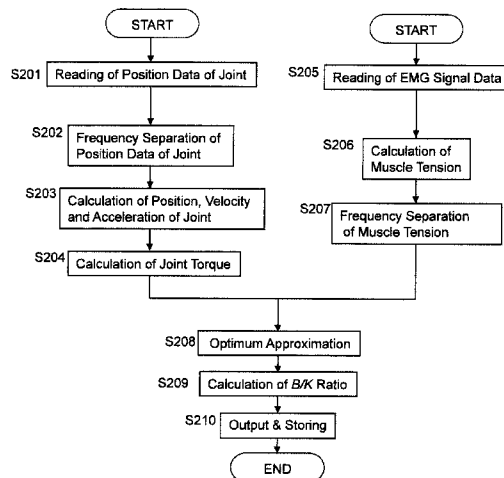 START
S201 Reading of Position Data of Joint
S202
Frequency Separation of
Position Data of Joint
S203
Calculation of Position, Velocity
and Acceleration of Joint
S204
Calculation of Joint Torque
START
S205 Reading of EMG Signal Data
S206
Calculation of
Muscle Tension
S207
Frequency Separation
of Muscle Tension
S208 Optimum Approximation
S209 Calculation of B/K Ratio
S210 Output & Storing
END